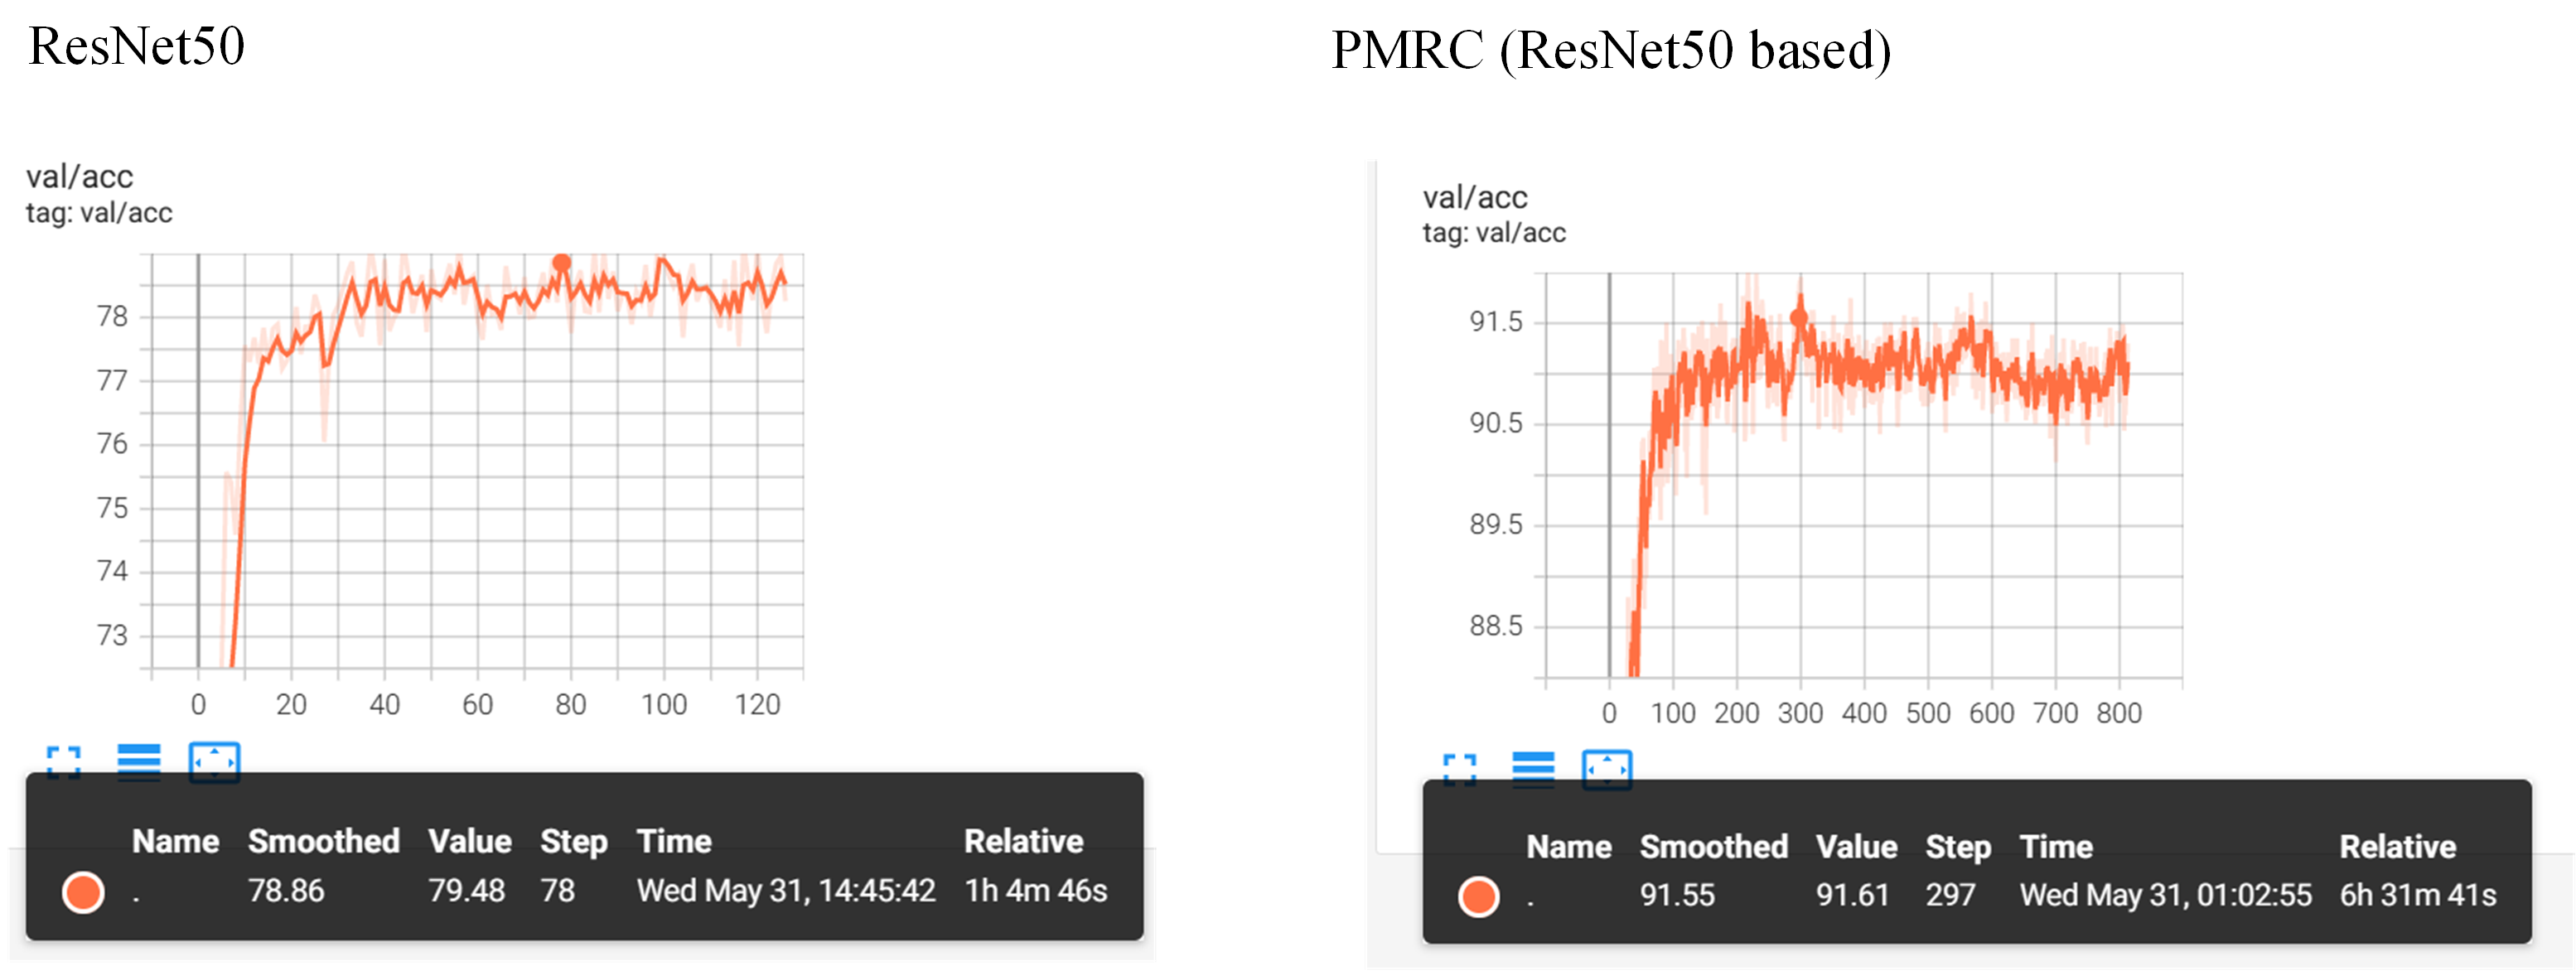 ResNet50
val/acc
tag: val/acc
78
77
76
75
74
73
0 20 40 60 80 100 120
Name Smoothed Value Step Time Relative
. 78.86 79.48 78 Wed May 31, 14:45:42 1h 4m 46s
PMRC (ResNet50 based)
val/acc
tag: val/acc
91.5
90.5
89.5
88.5
0 100 200 300 400 500 600 700 800
Name Smoothed Value Step Time Relative
. 91.55 91.61 297 Wed May 31, 01:02:55 6h 31m 41s